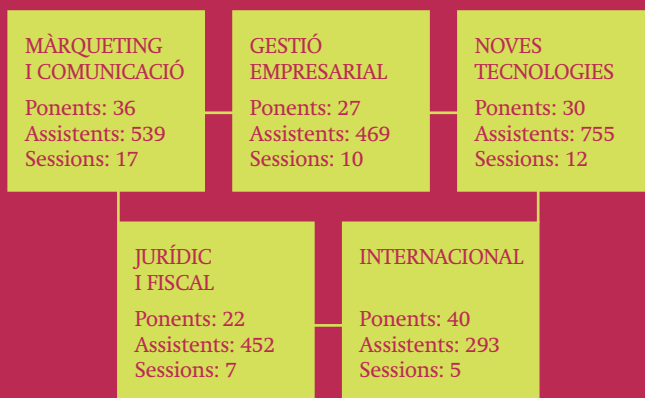 MÀRQUETING
I COMUNICACIÓ
Ponents: 36
Assistents: 539
Sessions: 17
GESTIÓ
EMPRESARIAL
Ponents: 27
Assistents: 469
Sessions: 10
NOVES
TECNOLOGIES
Ponents: 30
Assistents: 755
Sessions: 12
JURÍDIC
I FISCAL
Ponents: 22
Assistents: 452
Sessions: 7
INTERNACIONAL
Ponents: 40
Assistents: 293
Sessions: 5